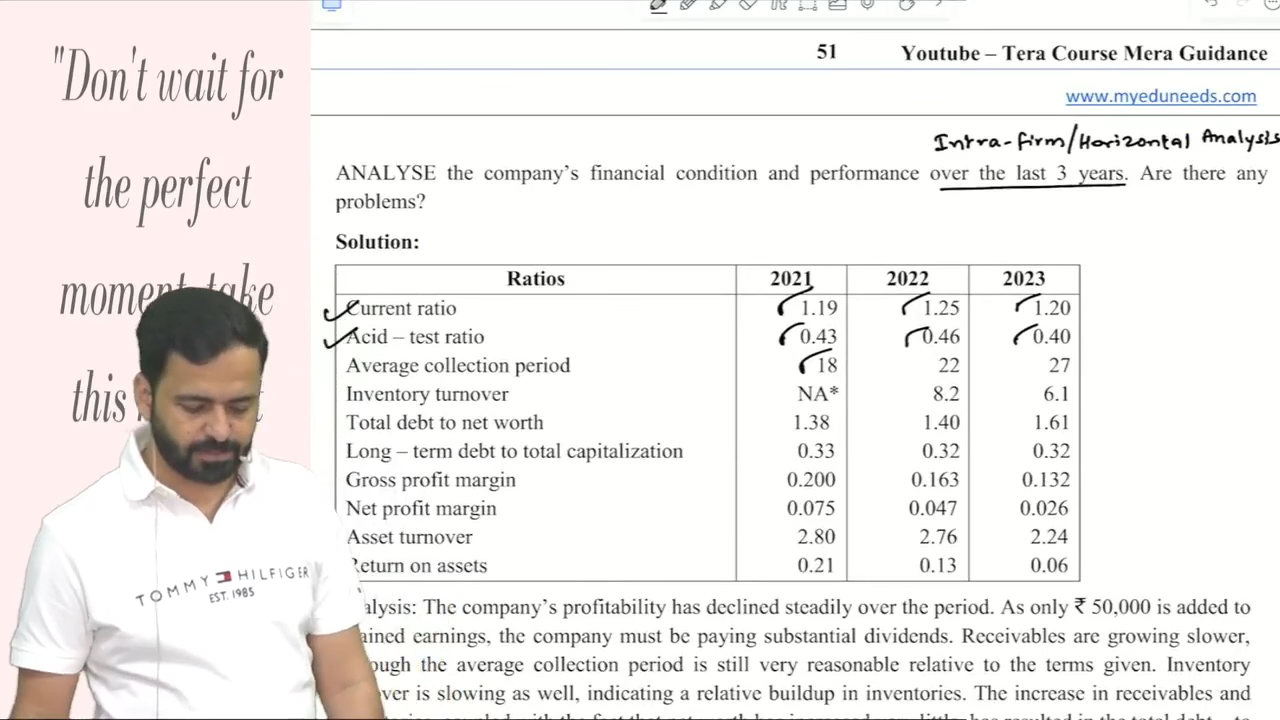 "Don't wait for
the perfect
moment, take
this
51 Youtube – Tera Course Mera Guidance
www.myeduneeds.com
Intra-firm/Horizontal Analysis
ANALYSE the company's financial condition and performance over the last 3 years. Are there any
problems?
Solution:
Ratios 2021 2022 2023
Current ratio 1.19 1.25 1.20
Acid – test ratio 0.43 0.46 0.40
Average collection period 18 22 27
Inventory turnover NA* 8.2 6.1
Total debt to net worth 1.38 1.40 1.61
Long – term debt to total capitalization 0.33 0.32 0.32
Gross profit margin 0.200 0.163 0.132
Net profit margin 0.075 0.047 0.026
Asset turnover 2.80 2.76 2.24
Return on assets 0.21 0.13 0.06
alysis: The company's profitability has declined steadily over the period. As only ₹ 50,000 is added to
ained earnings, the company must be paying substantial dividends. Receivables are growing slower,
ough the average collection period is still very reasonable relative to the terms given. Inventory
ver is slowing as well, indicating a relative buildup in inventories. The increase in receivables and
TOMMY HILFIGER
EST. 1985